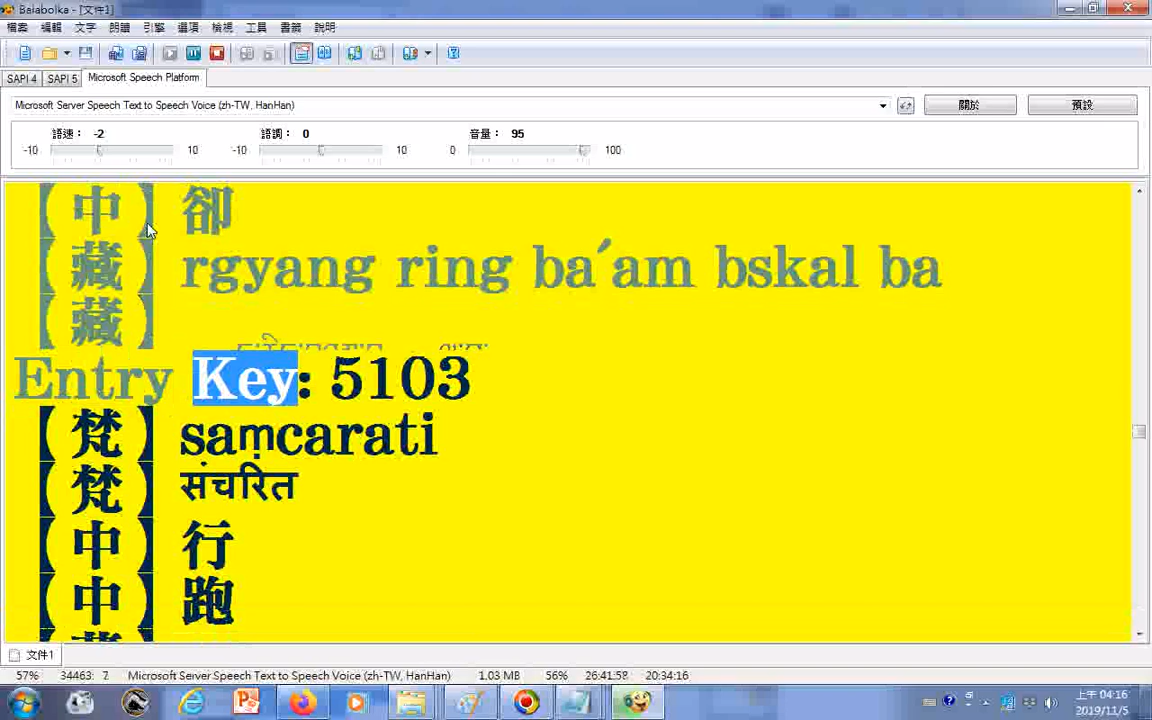 Balabolka - [文件1]
檔案 編輯 文字 朗讀 引擎 選項 檢視 工具 書籤 說明
SAPI 4 SAPI 5 Microsoft Speech Platform
Microsoft Server Speech Text to Speech Voice (zh-TW, HanHan) 關於 預設
語速： -2 語調： 0 音量： 95
-10 10 -10 10 0 100
【中】 卻
【藏】 rgyang ring ba´am bskal ba
【藏】
Entry Key: 5103
【梵】 saṃcarati
【梵】 संचरति
【中】 行
【中】 跑
文件1
57% 34463: 2 Microsoft Server Speech Text to Speech Voice (zh-TW, HanHan) 1.03 MB 56% 26:41:58 20:34:16
上午 04:16
2019/11/5